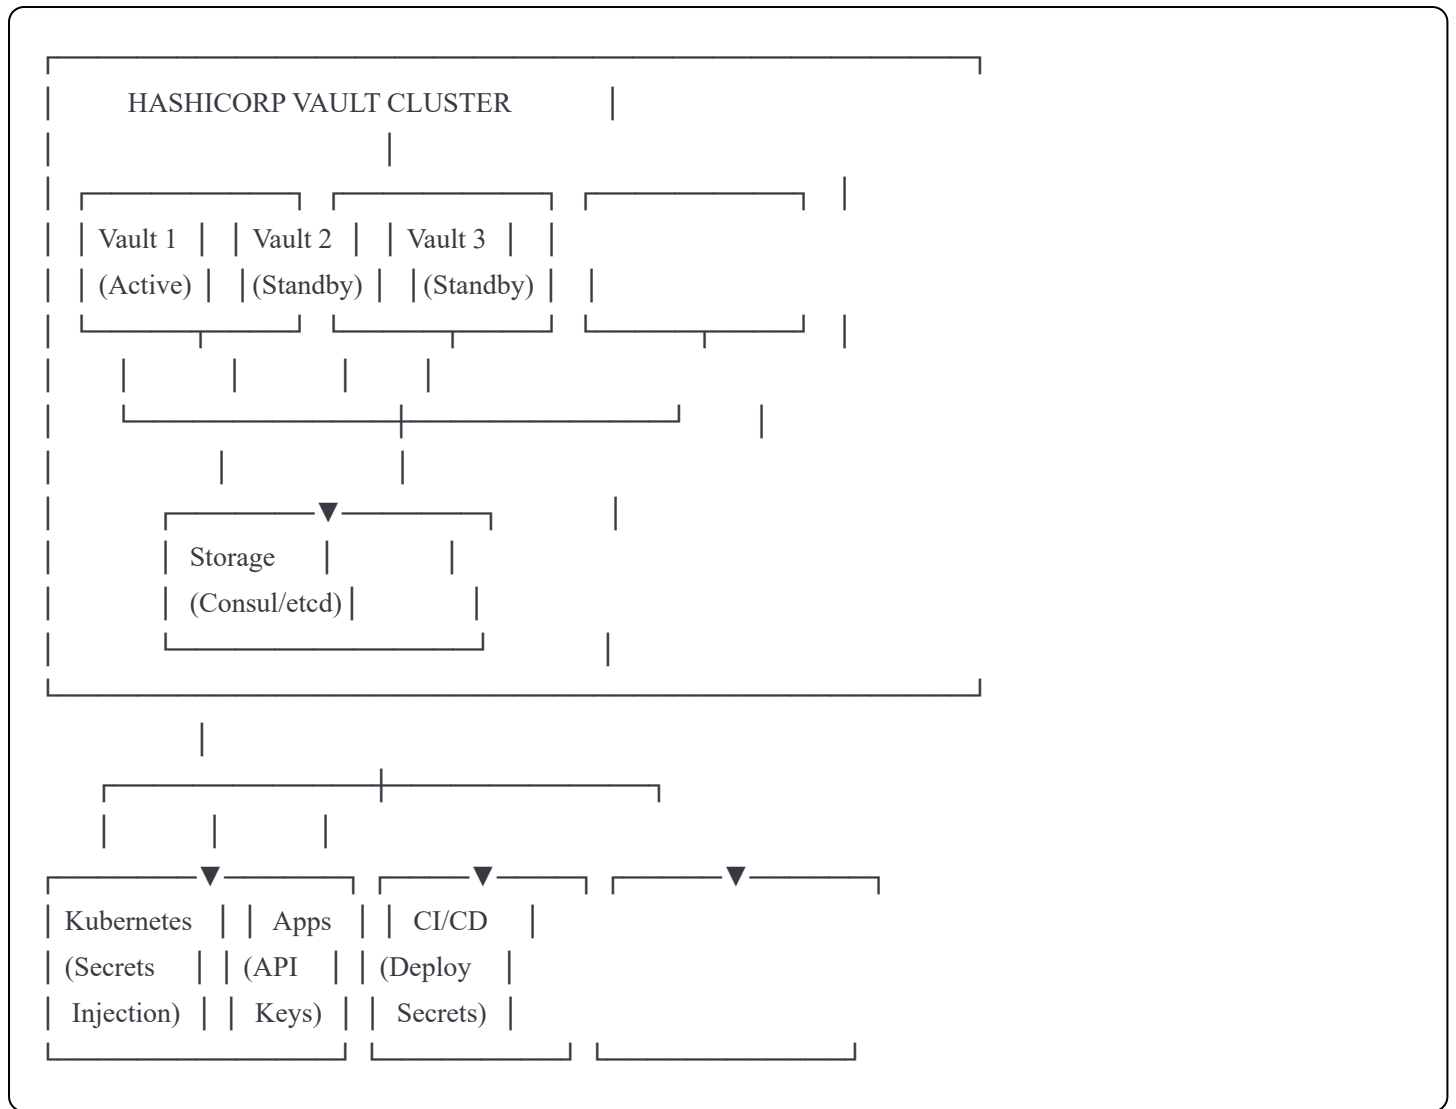 HASHICORP VAULT CLUSTER
Vault 1 Vault 2 Vault 3
(Active) (Standby) (Standby)
Storage
(Consul/etcd)
Kubernetes Apps CI/CD
(Secrets (API (Deploy
Injection) Keys) Secrets)